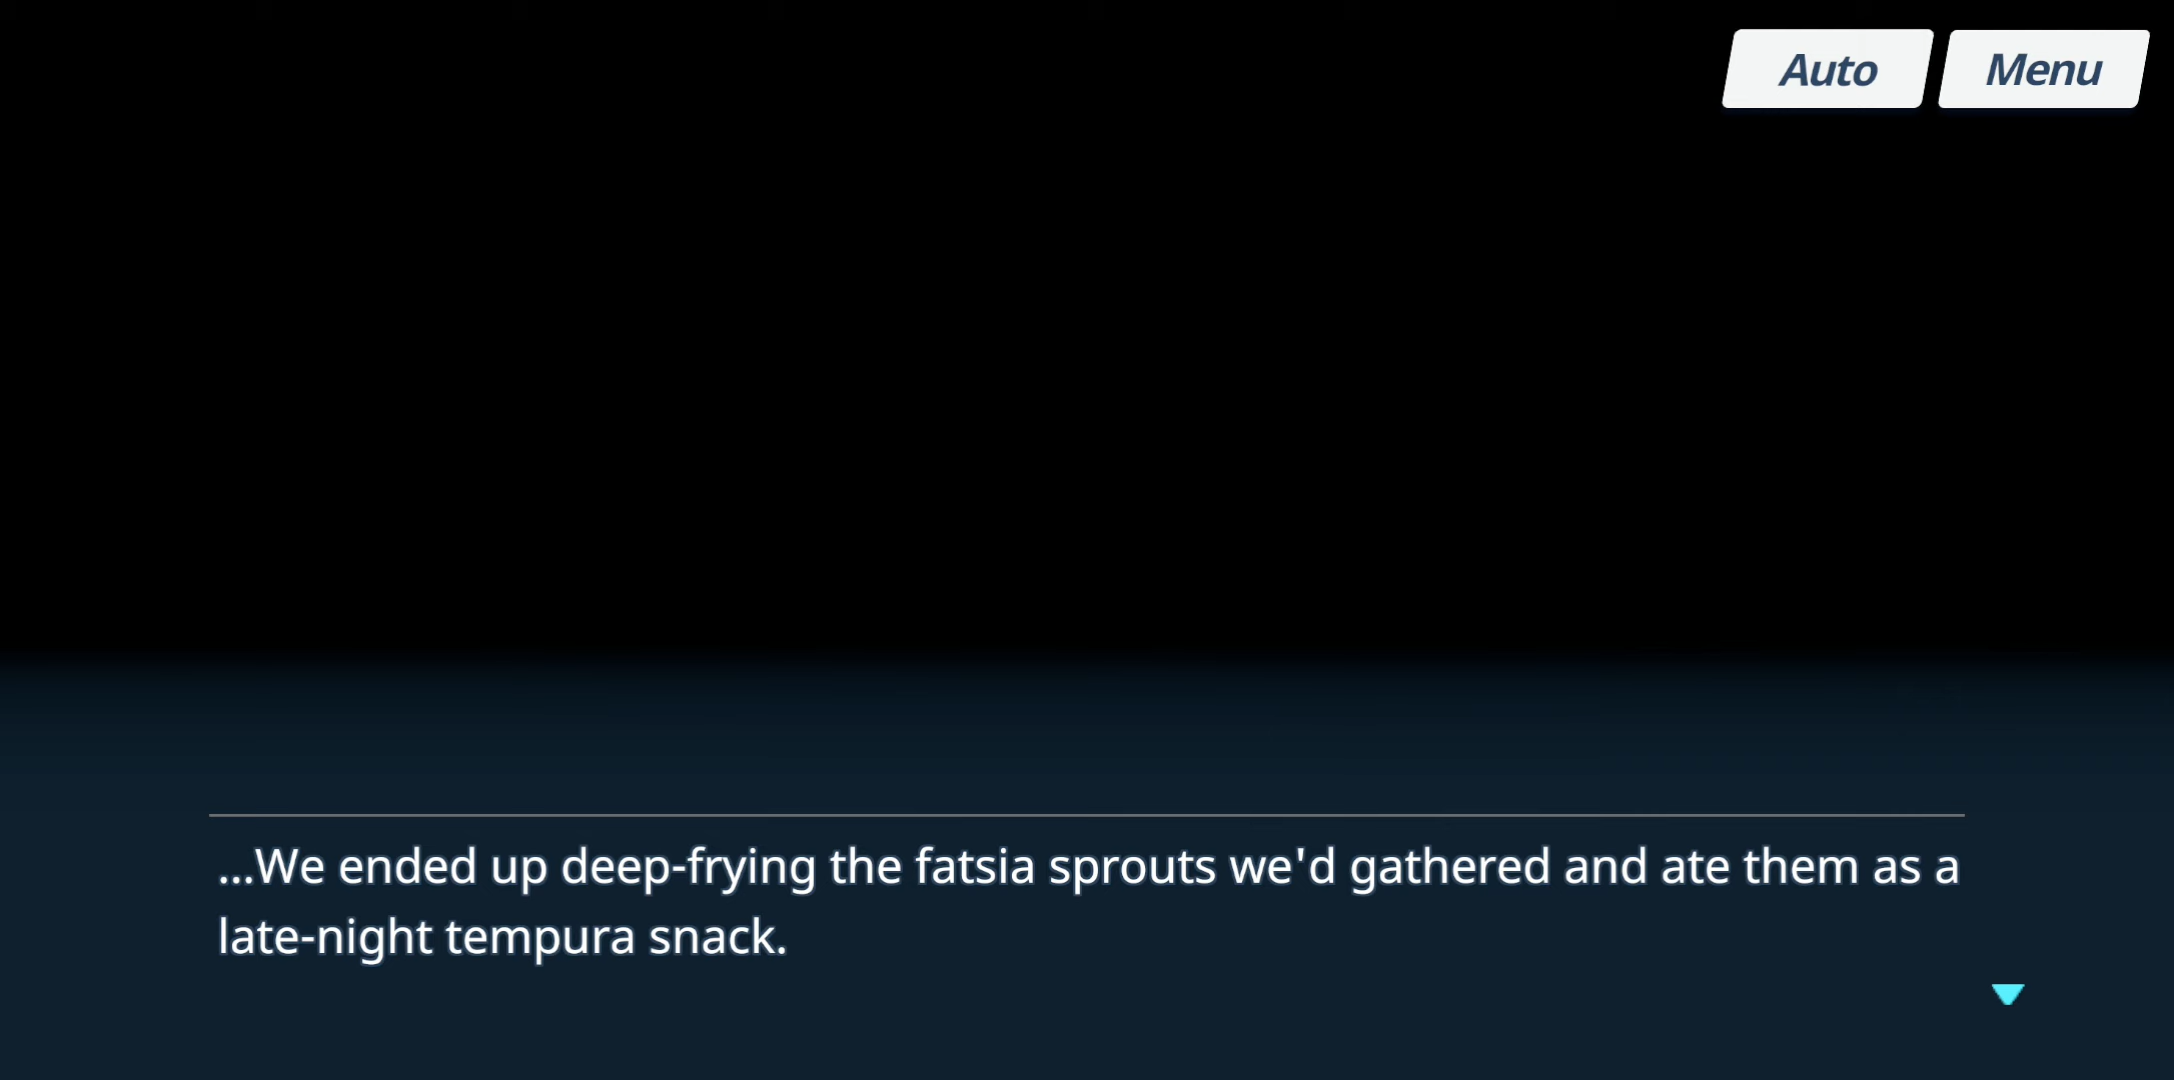 Auto Menu
...We ended up deep-frying the fatsia sprouts we'd gathered and ate them as a
late-night tempura snack.